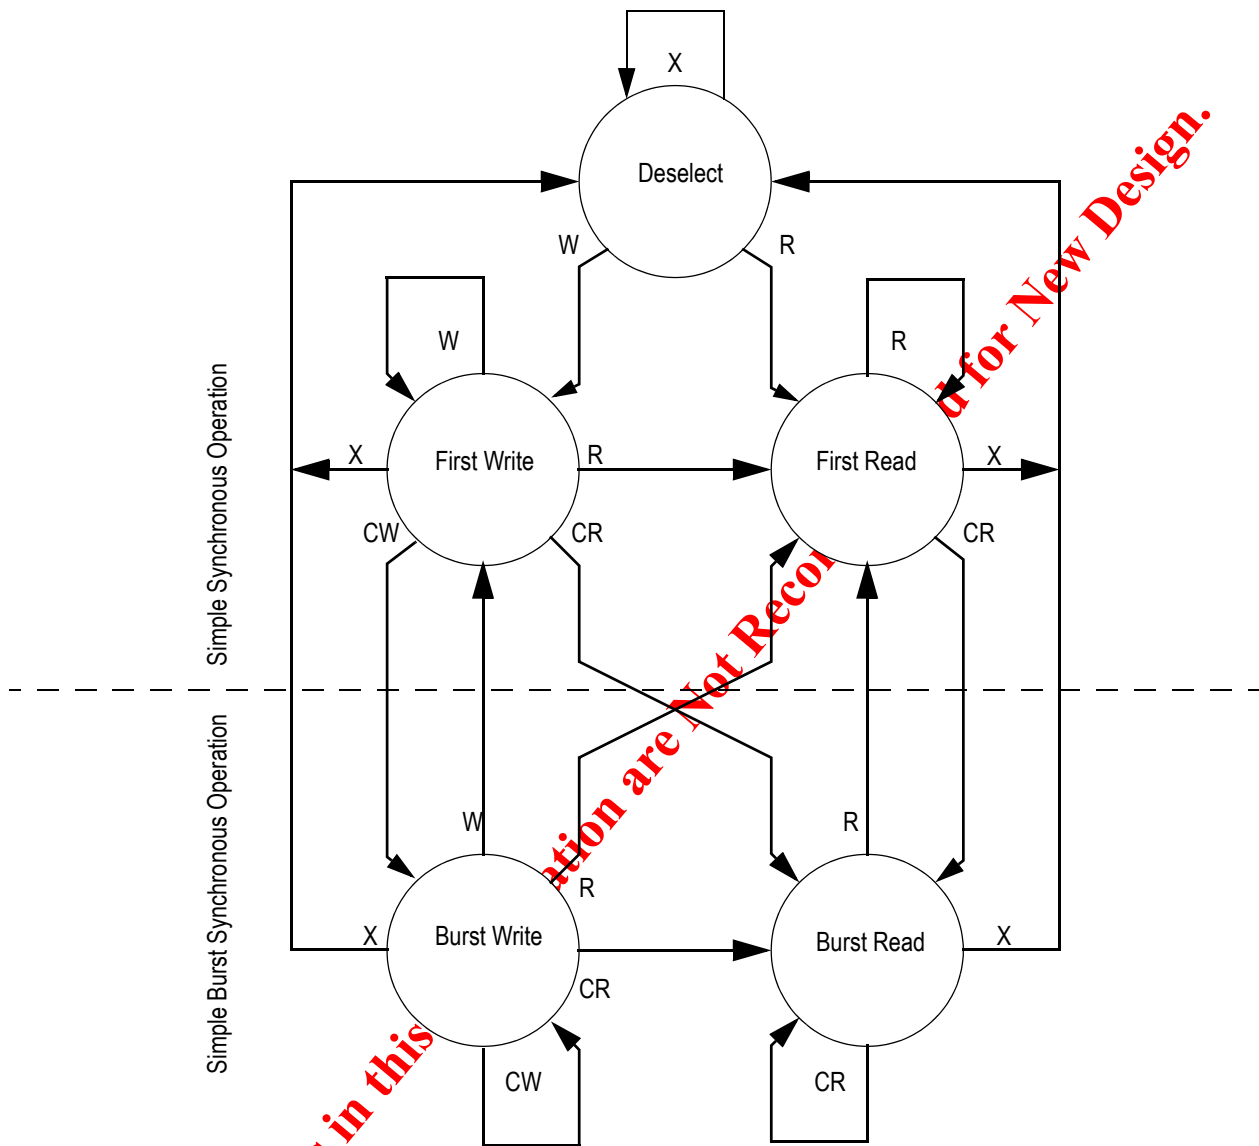 X
Deselect
W
R
W
R
First Write
First Read
X
R
X
CW
CR
CR
Simple Synchronous Operation
Simple Burst Synchronous Operation
W
R
R
Burst Write
Burst Read
X
X
CR
CW
CR
in this
ation are Not Recom
d for New Design.